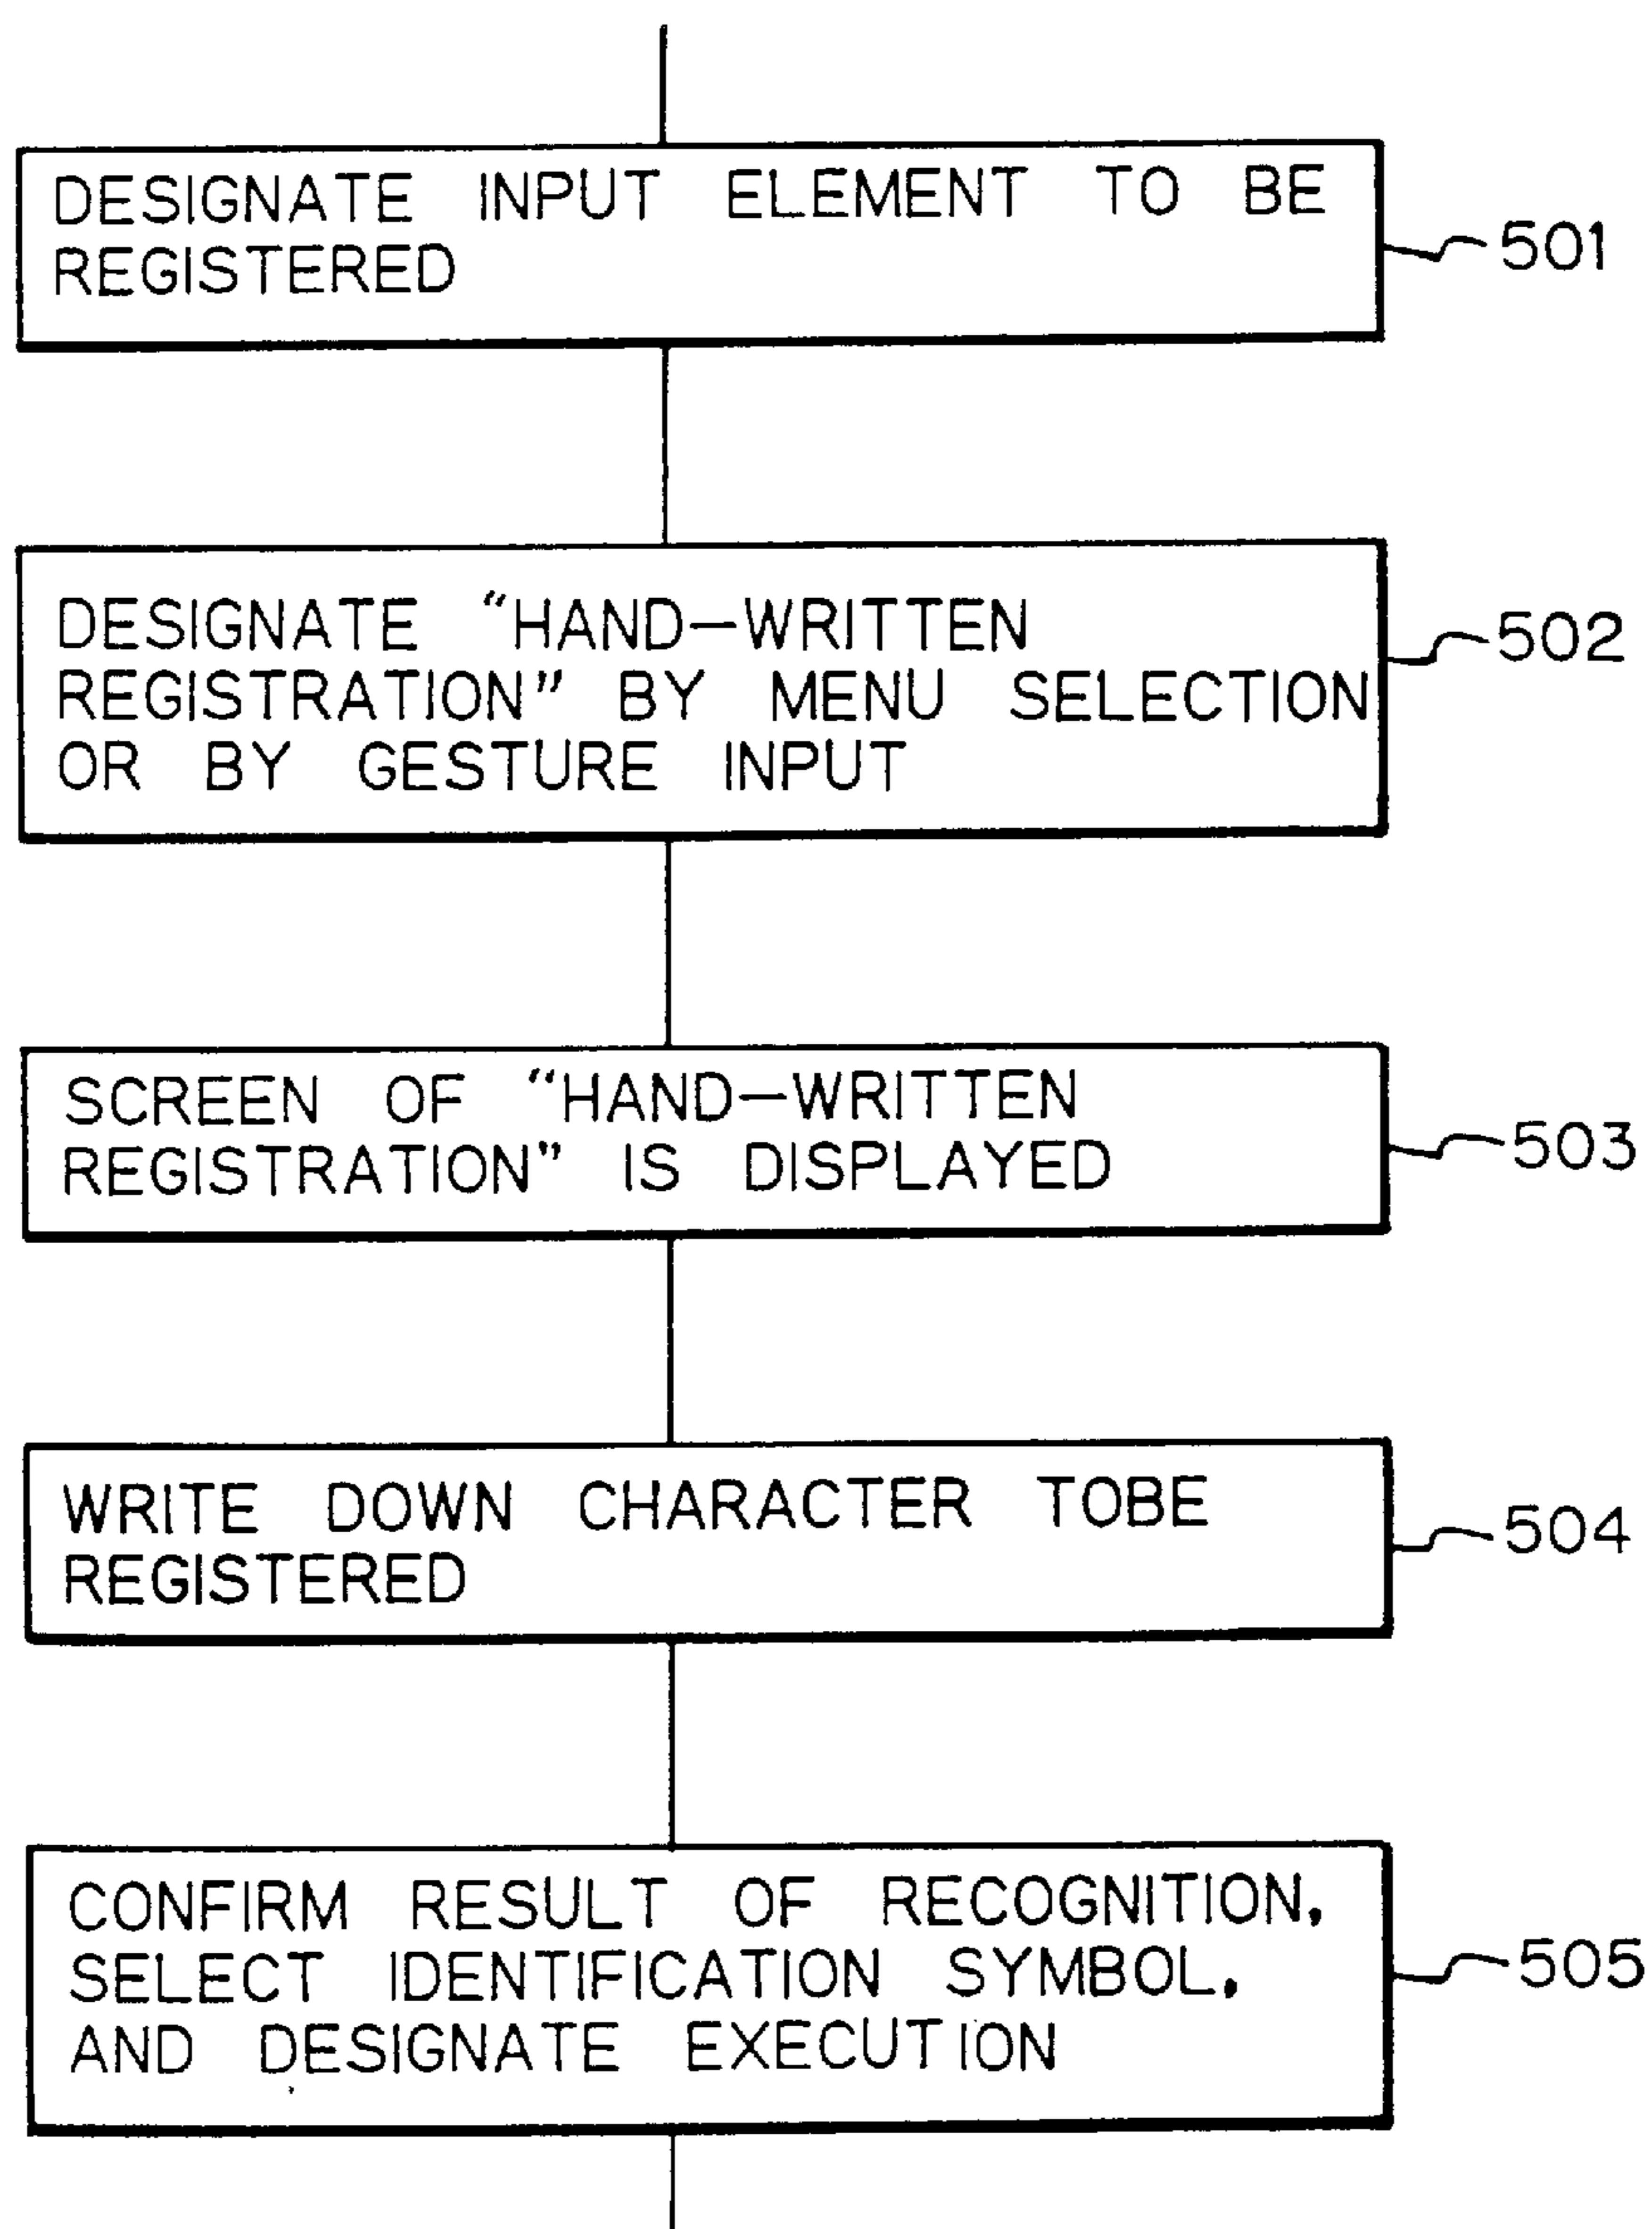 DESIGNATE INPUT ELEMENT TO BE
REGISTERED
501
DESIGNATE “HAND-WRITTEN
REGISTRATION” BY MENU SELECTION
OR BY GESTURE INPUT
502
SCREEN OF “HAND-WRITTEN
REGISTRATION” IS DISPLAYED
503
WRITE DOWN CHARACTER TOBE
REGISTERED
504
CONFIRM RESULT OF RECOGNITION,
SELECT IDENTIFICATION SYMBOL,
AND DESIGNATE EXECUTION
505